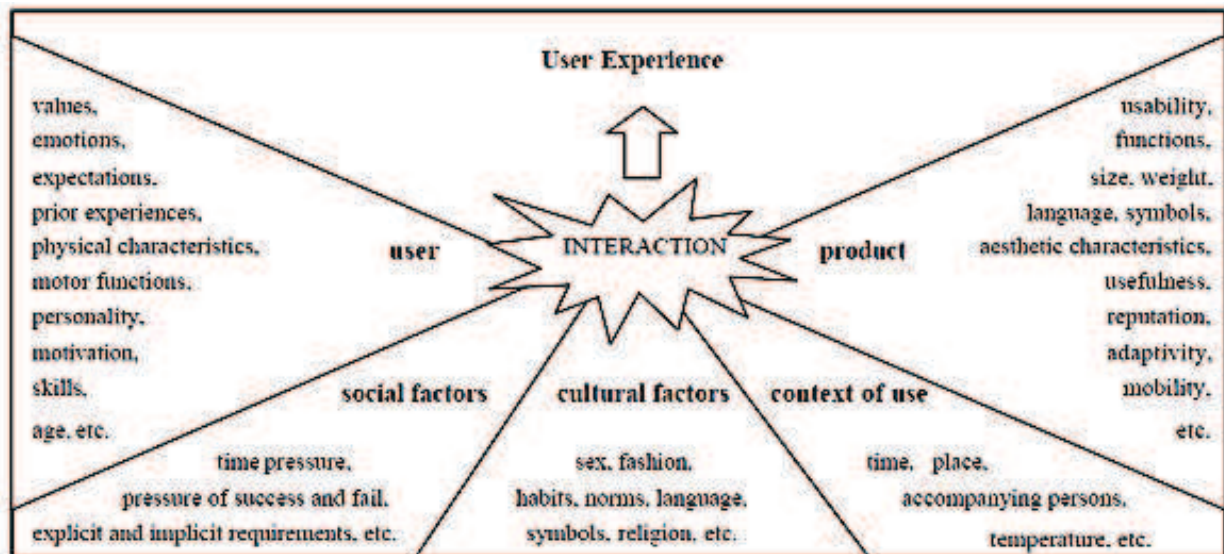 User Experience
values,
emotions,
expectations,
prior experiences,
physical characteristics,
motor functions,
personality,
motivation,
skills,
age, etc.
user
INTERACTION
product
usability,
functions,
size, weight,
language, symbols,
aesthetic characteristics,
usefulness,
reputation,
adaptivity,
mobility,
etc.
social factors
time pressure,
pressure of success and fail,
explicit and implicit requirements, etc.
cultural factors
sex, fashion,
habits, norms, language,
symbols, religion, etc.
context of use
time, place,
accompanying persons,
temperature, etc.